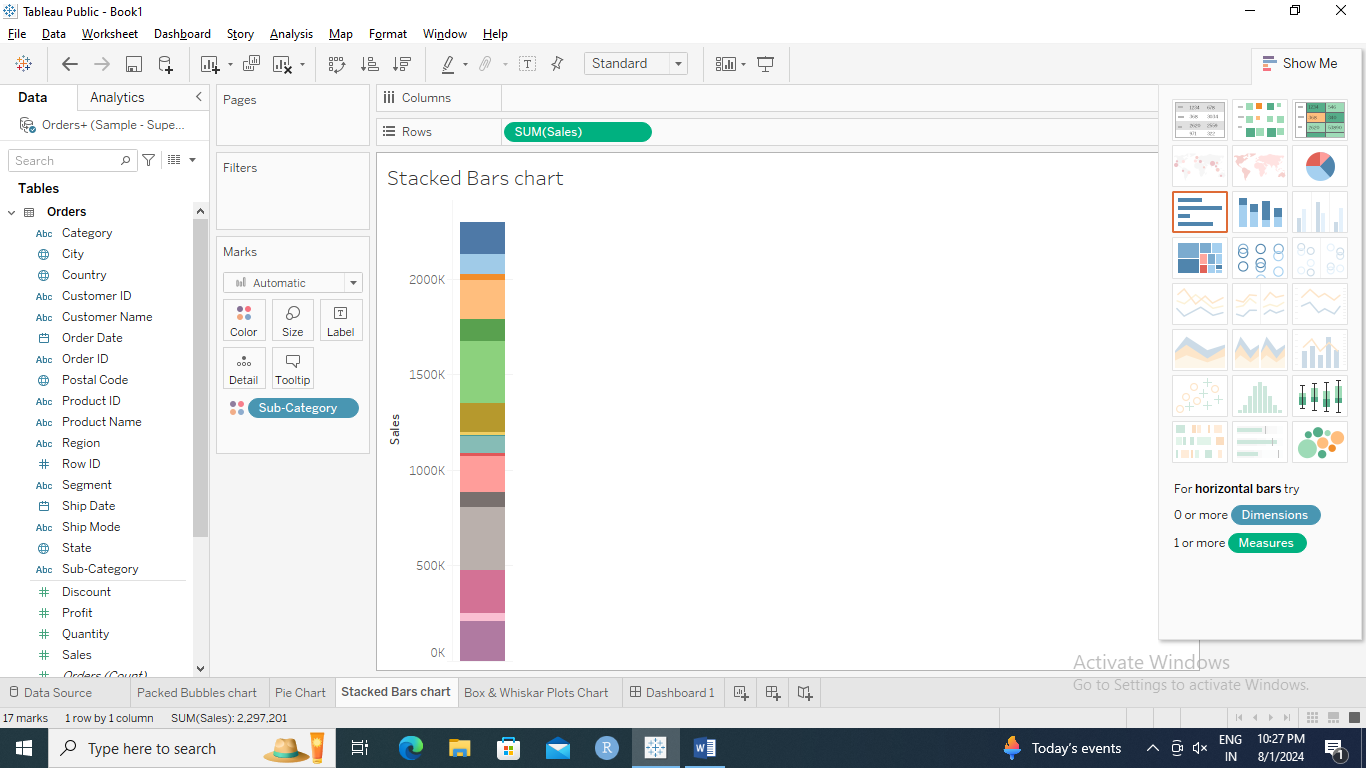 Tableau Public - Book1
File Data Worksheet Dashboard Story Analysis Map Format Window Help
Standard
Show Me
Data Analytics
Orders+ (Sample - Supe...
Search
Tables
Orders
Category
City
Country
Customer ID
Customer Name
Order Date
Order ID
Postal Code
Product ID
Product Name
Region
Row ID
Segment
Ship Date
Ship Mode
State
Sub-Category
Discount
Profit
Quantity
Sales
Orders (Count)
Pages
Filters
Marks
Automatic
Color Size Label
Detail Tooltip
Sub-Category
Columns
Rows SUM(Sales)
Stacked Bars chart
2000K
1500K
1000K
500K
0K
Sales
For horizontal bars try
0 or more Dimensions
1 or more Measures
Activate Windows
Go to Settings to activate Windows.
Data Source Packed Bubbles chart Pie Chart Stacked Bars chart Box & Whiskar Plots Chart Dashboard 1
17 marks 1 row by 1 column SUM(Sales): 2,297,201
Type here to search
Today's events
ENG
IN
10:27 PM
8/1/2024
1